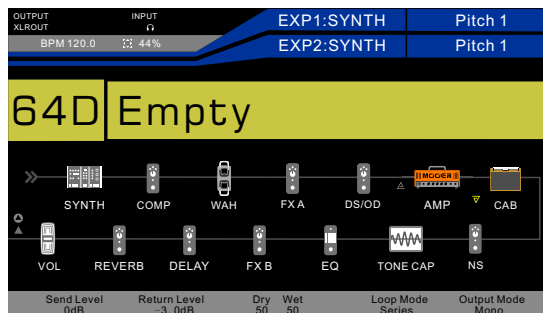 OUTPUT INPUT EXP1:SYNTH Pitch 1
XLROUT
BPM 120.0 44% EXP2:SYNTH Pitch 1
64D Empty
MOOER
SYNTH COMP WAH FX A DS/OD AMP CAB
VOL REVERB DELAY FX B EQ TONE CAP NS
Send Level Return Level Dry Wet Loop Mode Output Mode
0dB -3.0dB 50 50 Series Mono